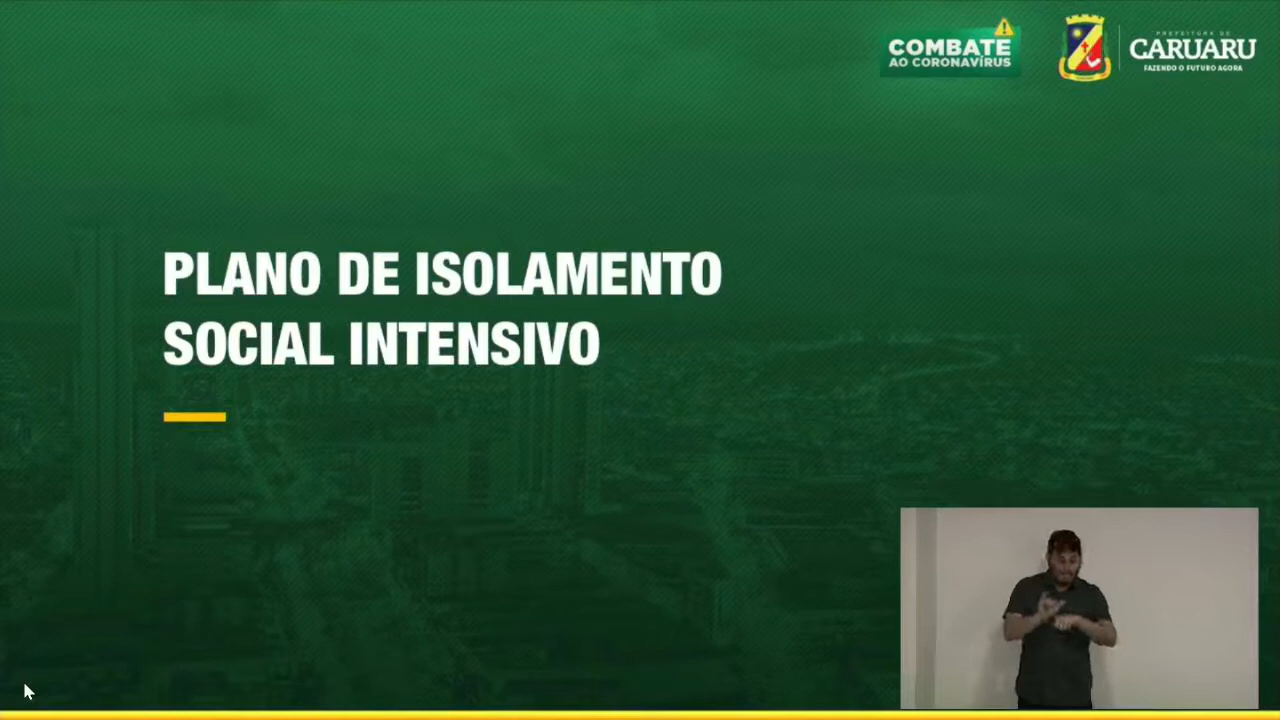 COMBATE
AO CORONAVÍRUS
PREFEITURA DE
CARUARU
FAZENDO O FUTURO AGORA
PLANO DE ISOLAMENTO
SOCIAL INTENSIVO